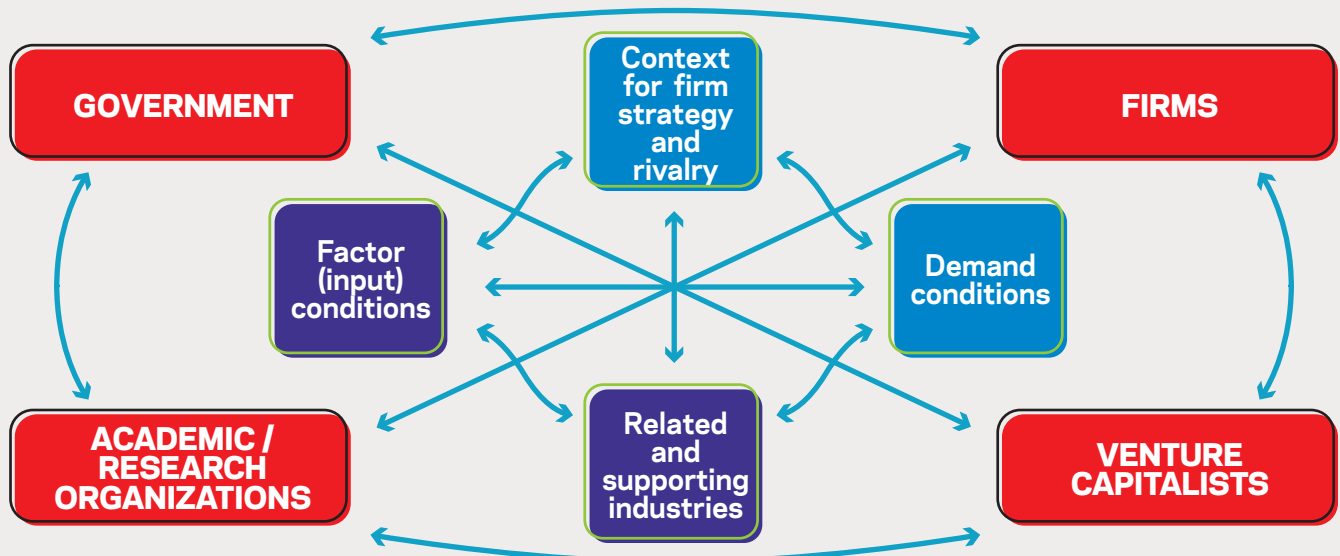 GOVERNMENT
Context
for firm
strategy
and
rivalry
FIRMS
Factor
(input)
conditions
Demand
conditions
ACADEMIC /
RESEARCH
ORGANIZATIONS
Related
and
supporting
industries
VENTURE
CAPITALISTS